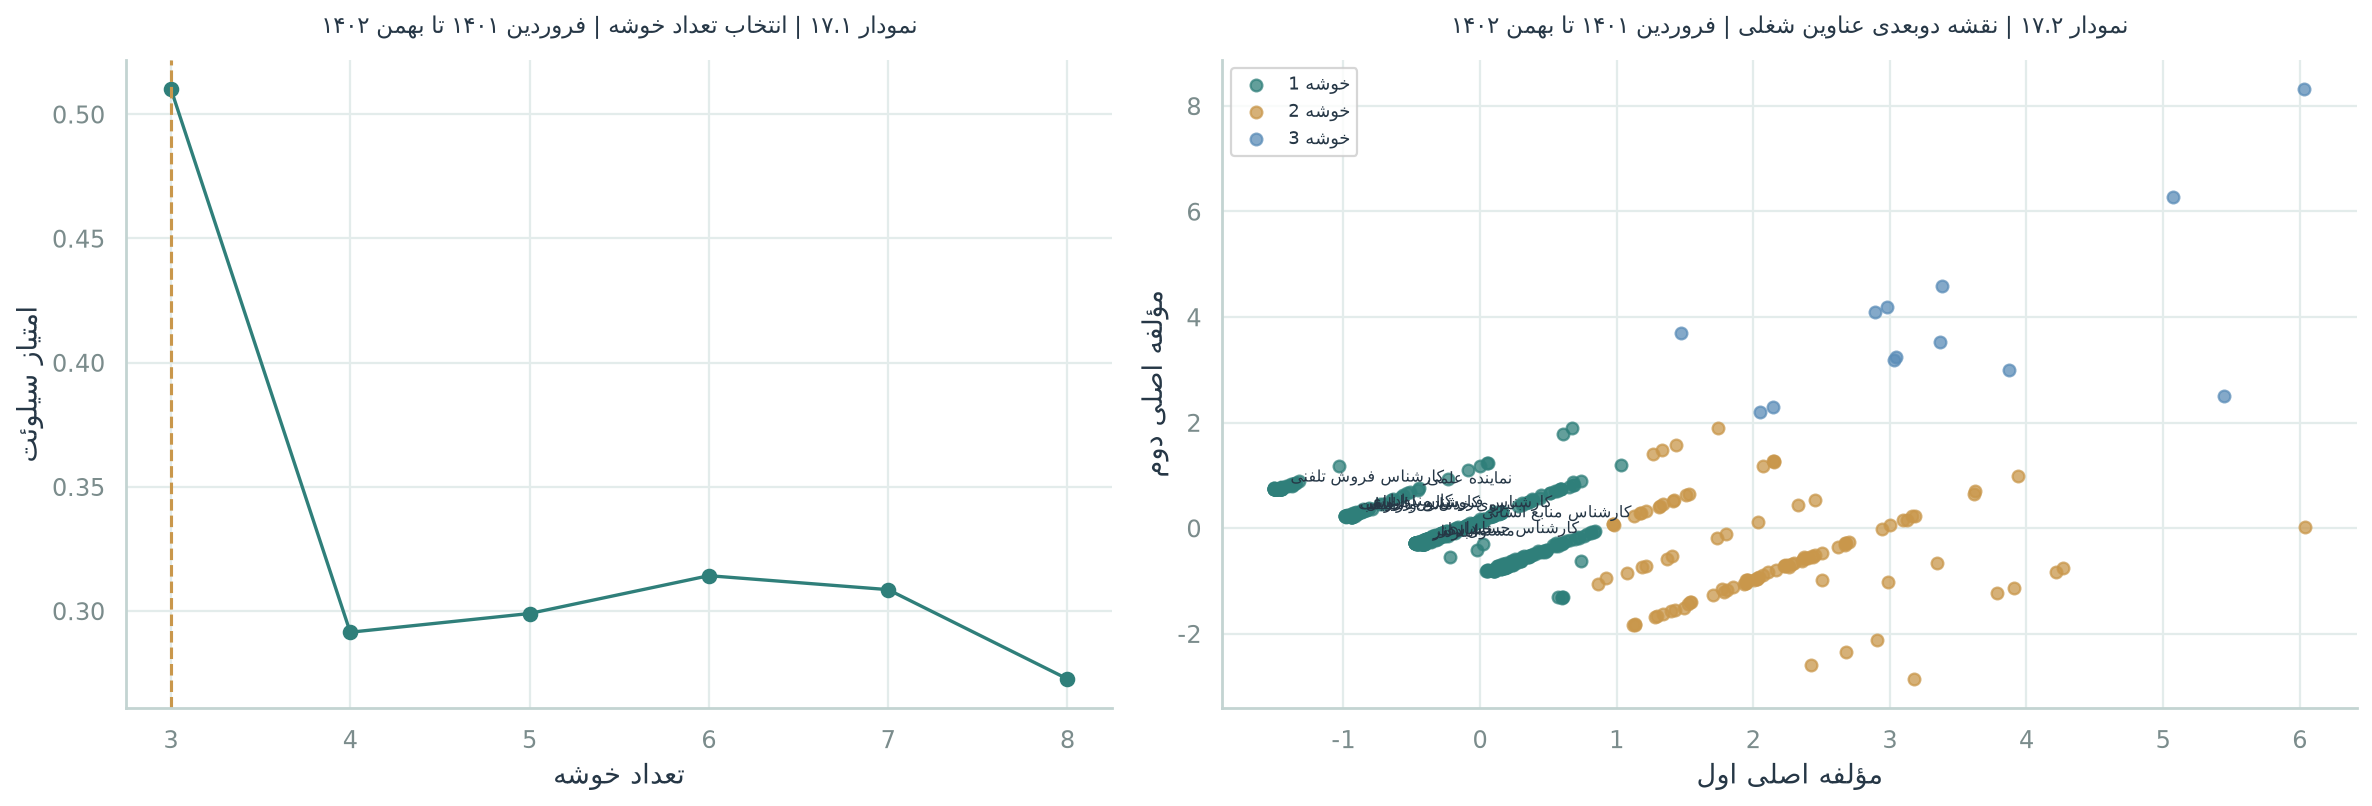 نمودار ۱۷.۱ | انتخاب تعداد خوشه | فروردین ۱۴۰۱ تا بهمن ۱۴۰۲
امتیاز سیلوئت
0.50
0.45
0.40
0.35
0.30
3 4 5 6 7 8
تعداد خوشه
نمودار ۱۷.۲ | نقشه دوبعدی عناوین شغلی | فروردین ۱۴۰۱ تا بهمن ۱۴۰۲
خوشه 1
خوشه 2
خوشه 3
مؤلفه اصلی دوم
8
6
4
2
0
-2
کارشناس فروش تلفنی
نماینده علمی
کارشناس فروش
کارشناس منابع انسانی
کارشناس
-1 0 1 2 3 4 5 6
مؤلفه اصلی اول